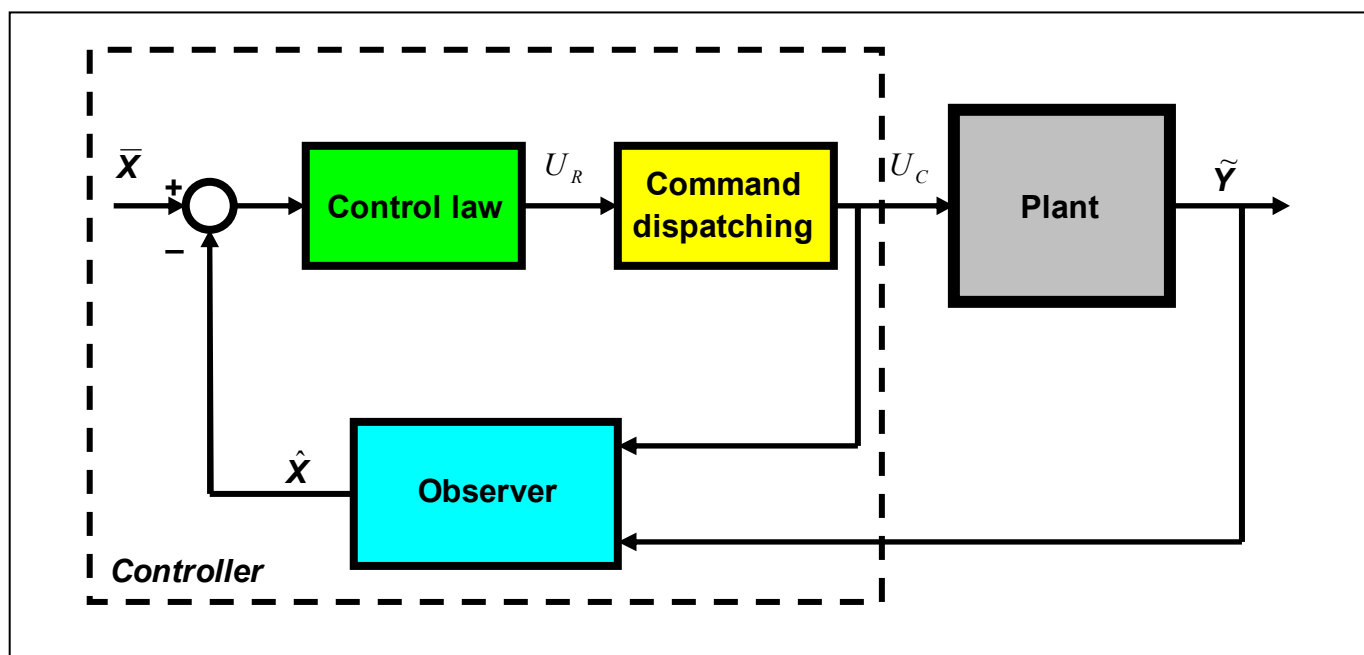 X̅
+
−
Control law
U_R
Command
dispatching
U_C
Plant
Ỹ
X̂
Observer
Controller